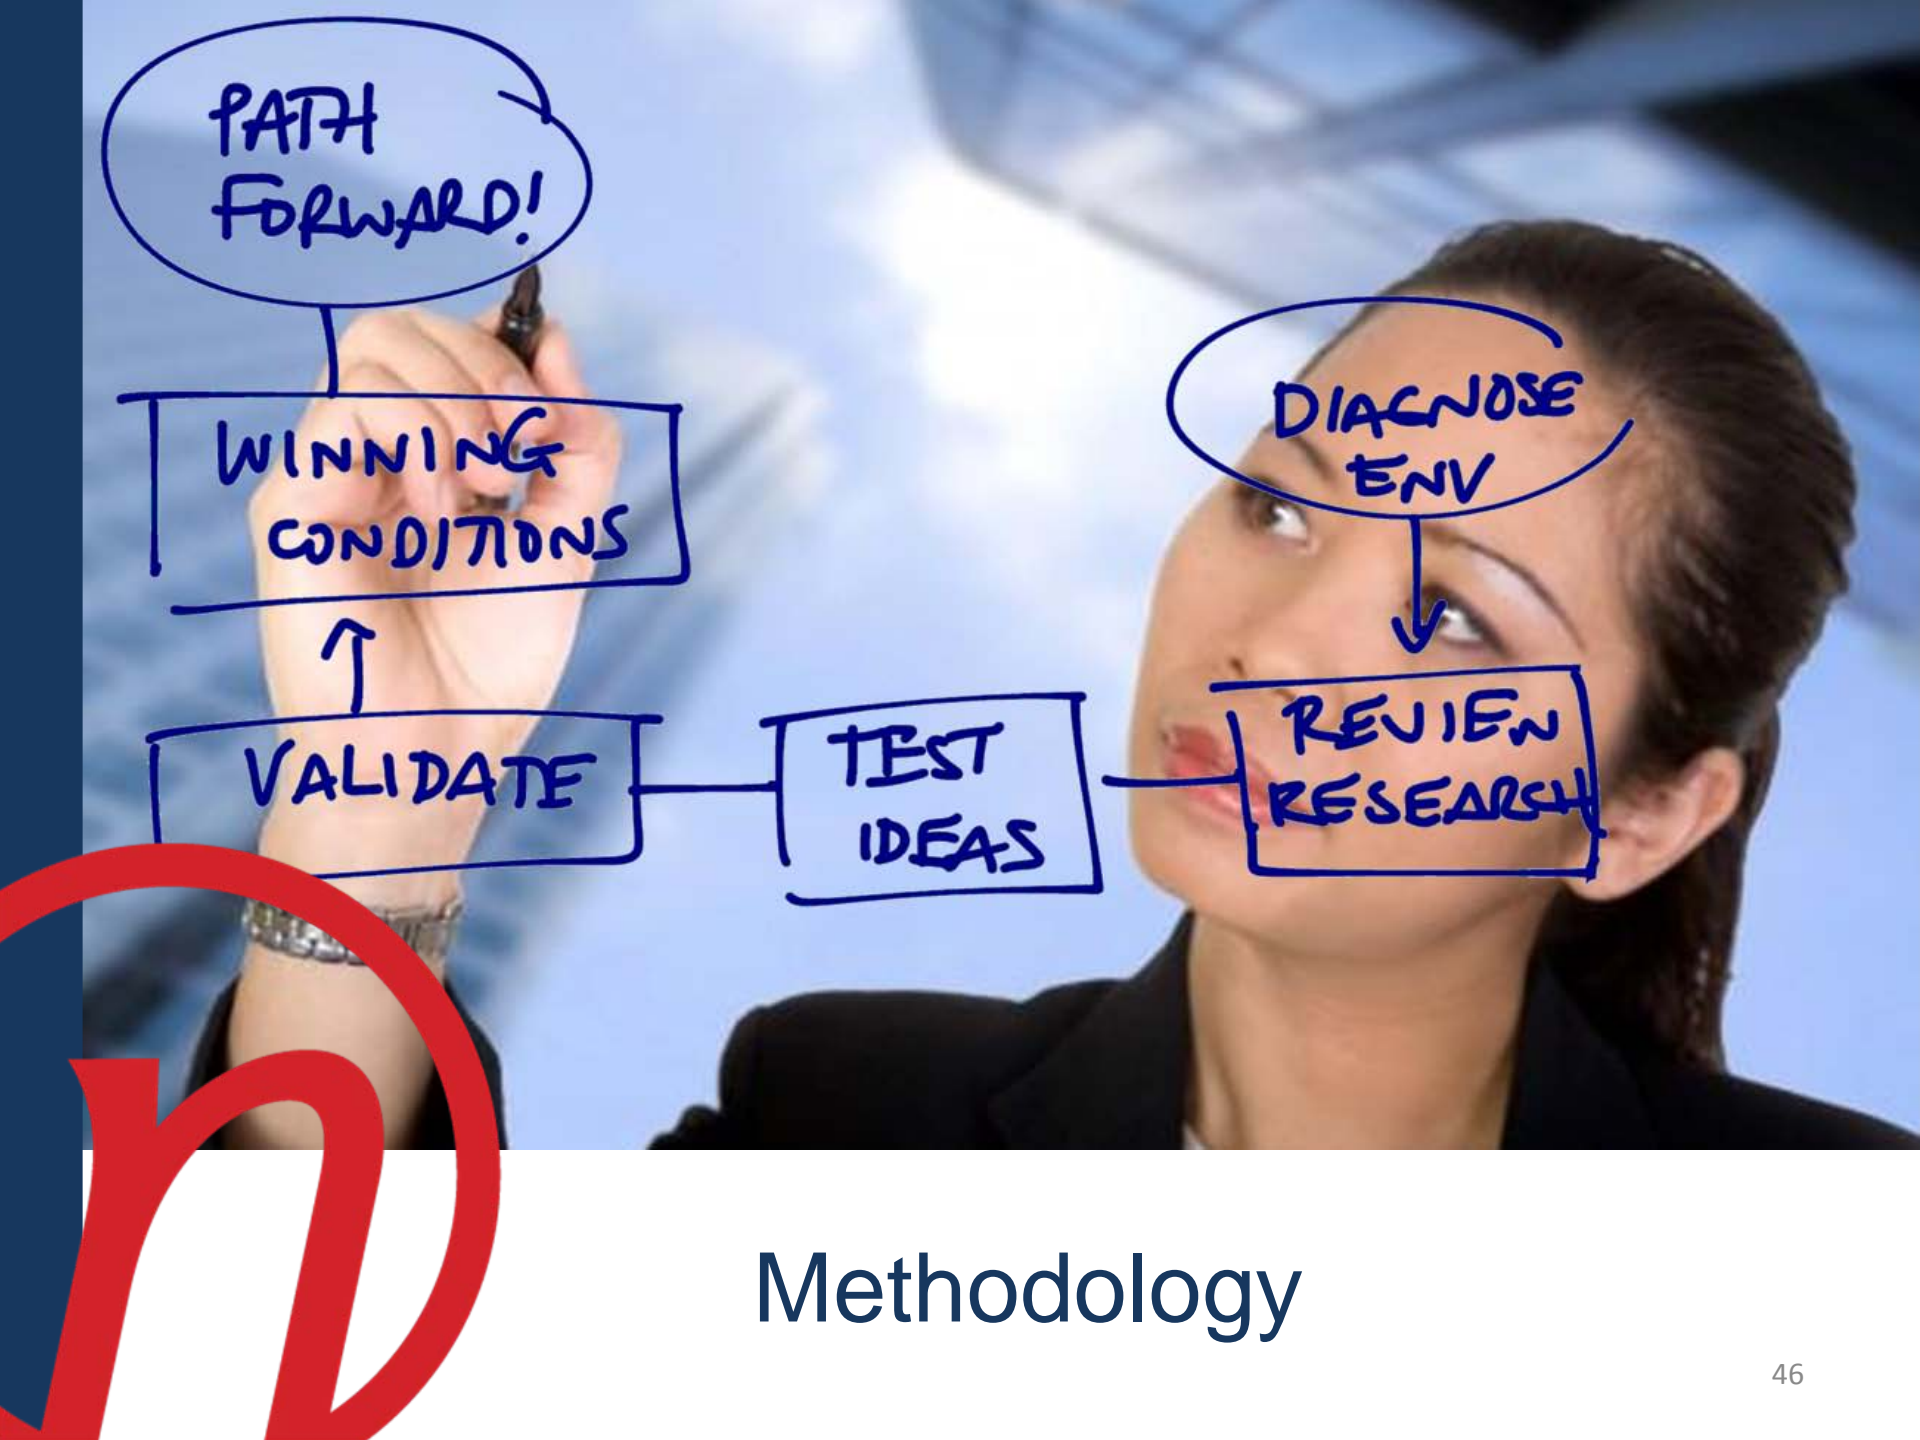 PATH
FORWARD!
WINNING
CONDITIONS
VALIDATE
TEST
IDEAS
DIAGNOSE
ENV
REVIEW
RESEARCH
n
Methodology
46